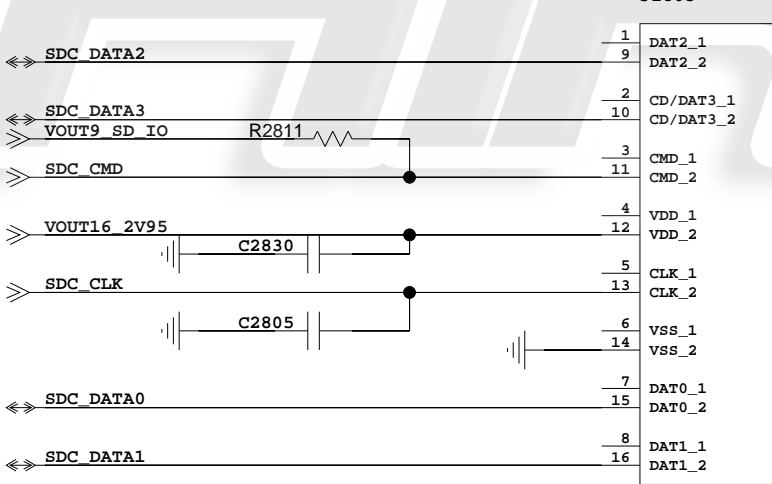 1 DAT2_1
SDC_DATA2 9 DAT2_2
2 CD/DAT3_1
SDC_DATA3 10 CD/DAT3_2
VOUT9_SD_IO R2811
3 CMD_1
SDC_CMD 11 CMD_2
4 VDD_1
VOUT16_2V95 12 VDD_2
C2830
5 CLK_1
SDC_CLK 13 CLK_2
C2805
6 VSS_1
14 VSS_2
7 DAT0_1
SDC_DATA0 15 DAT0_2
8 DAT1_1
SDC_DATA1 16 DAT1_2